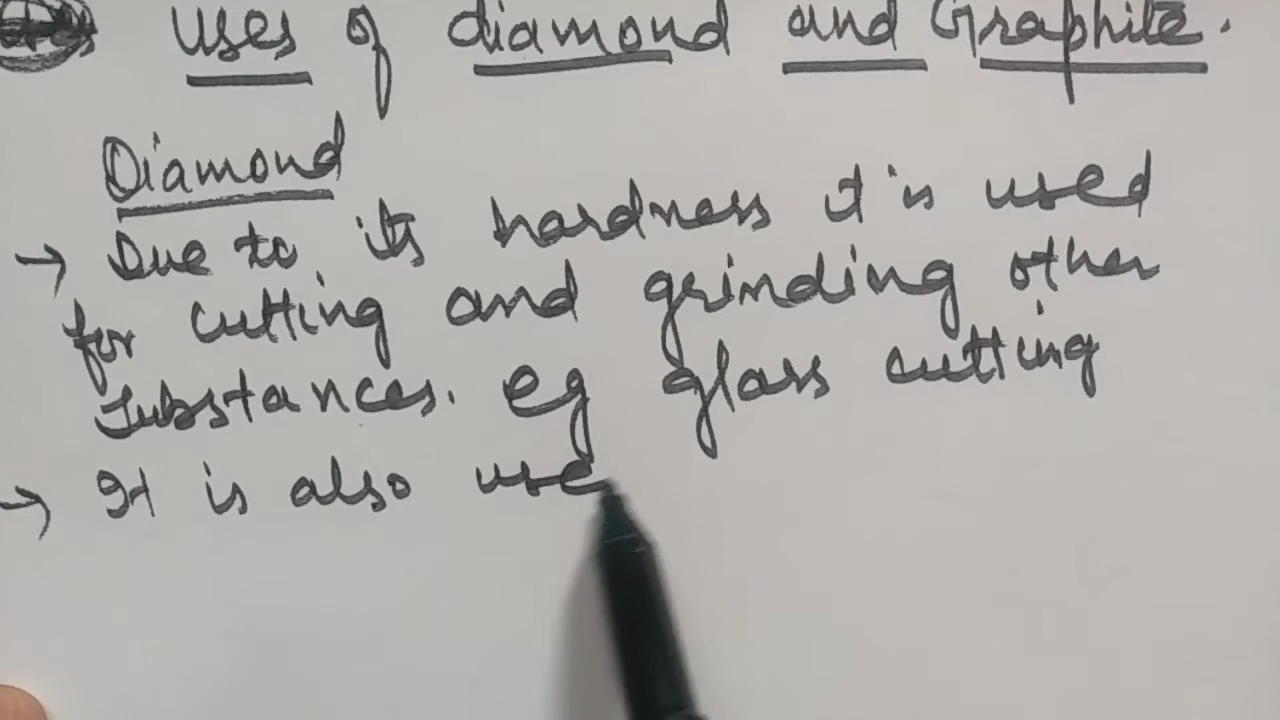 Uses of diamond and Graphite.
Diamond
→ Due to its hardness it is used
for cutting and grinding other
substances. eg glass cutting
→ It is also use